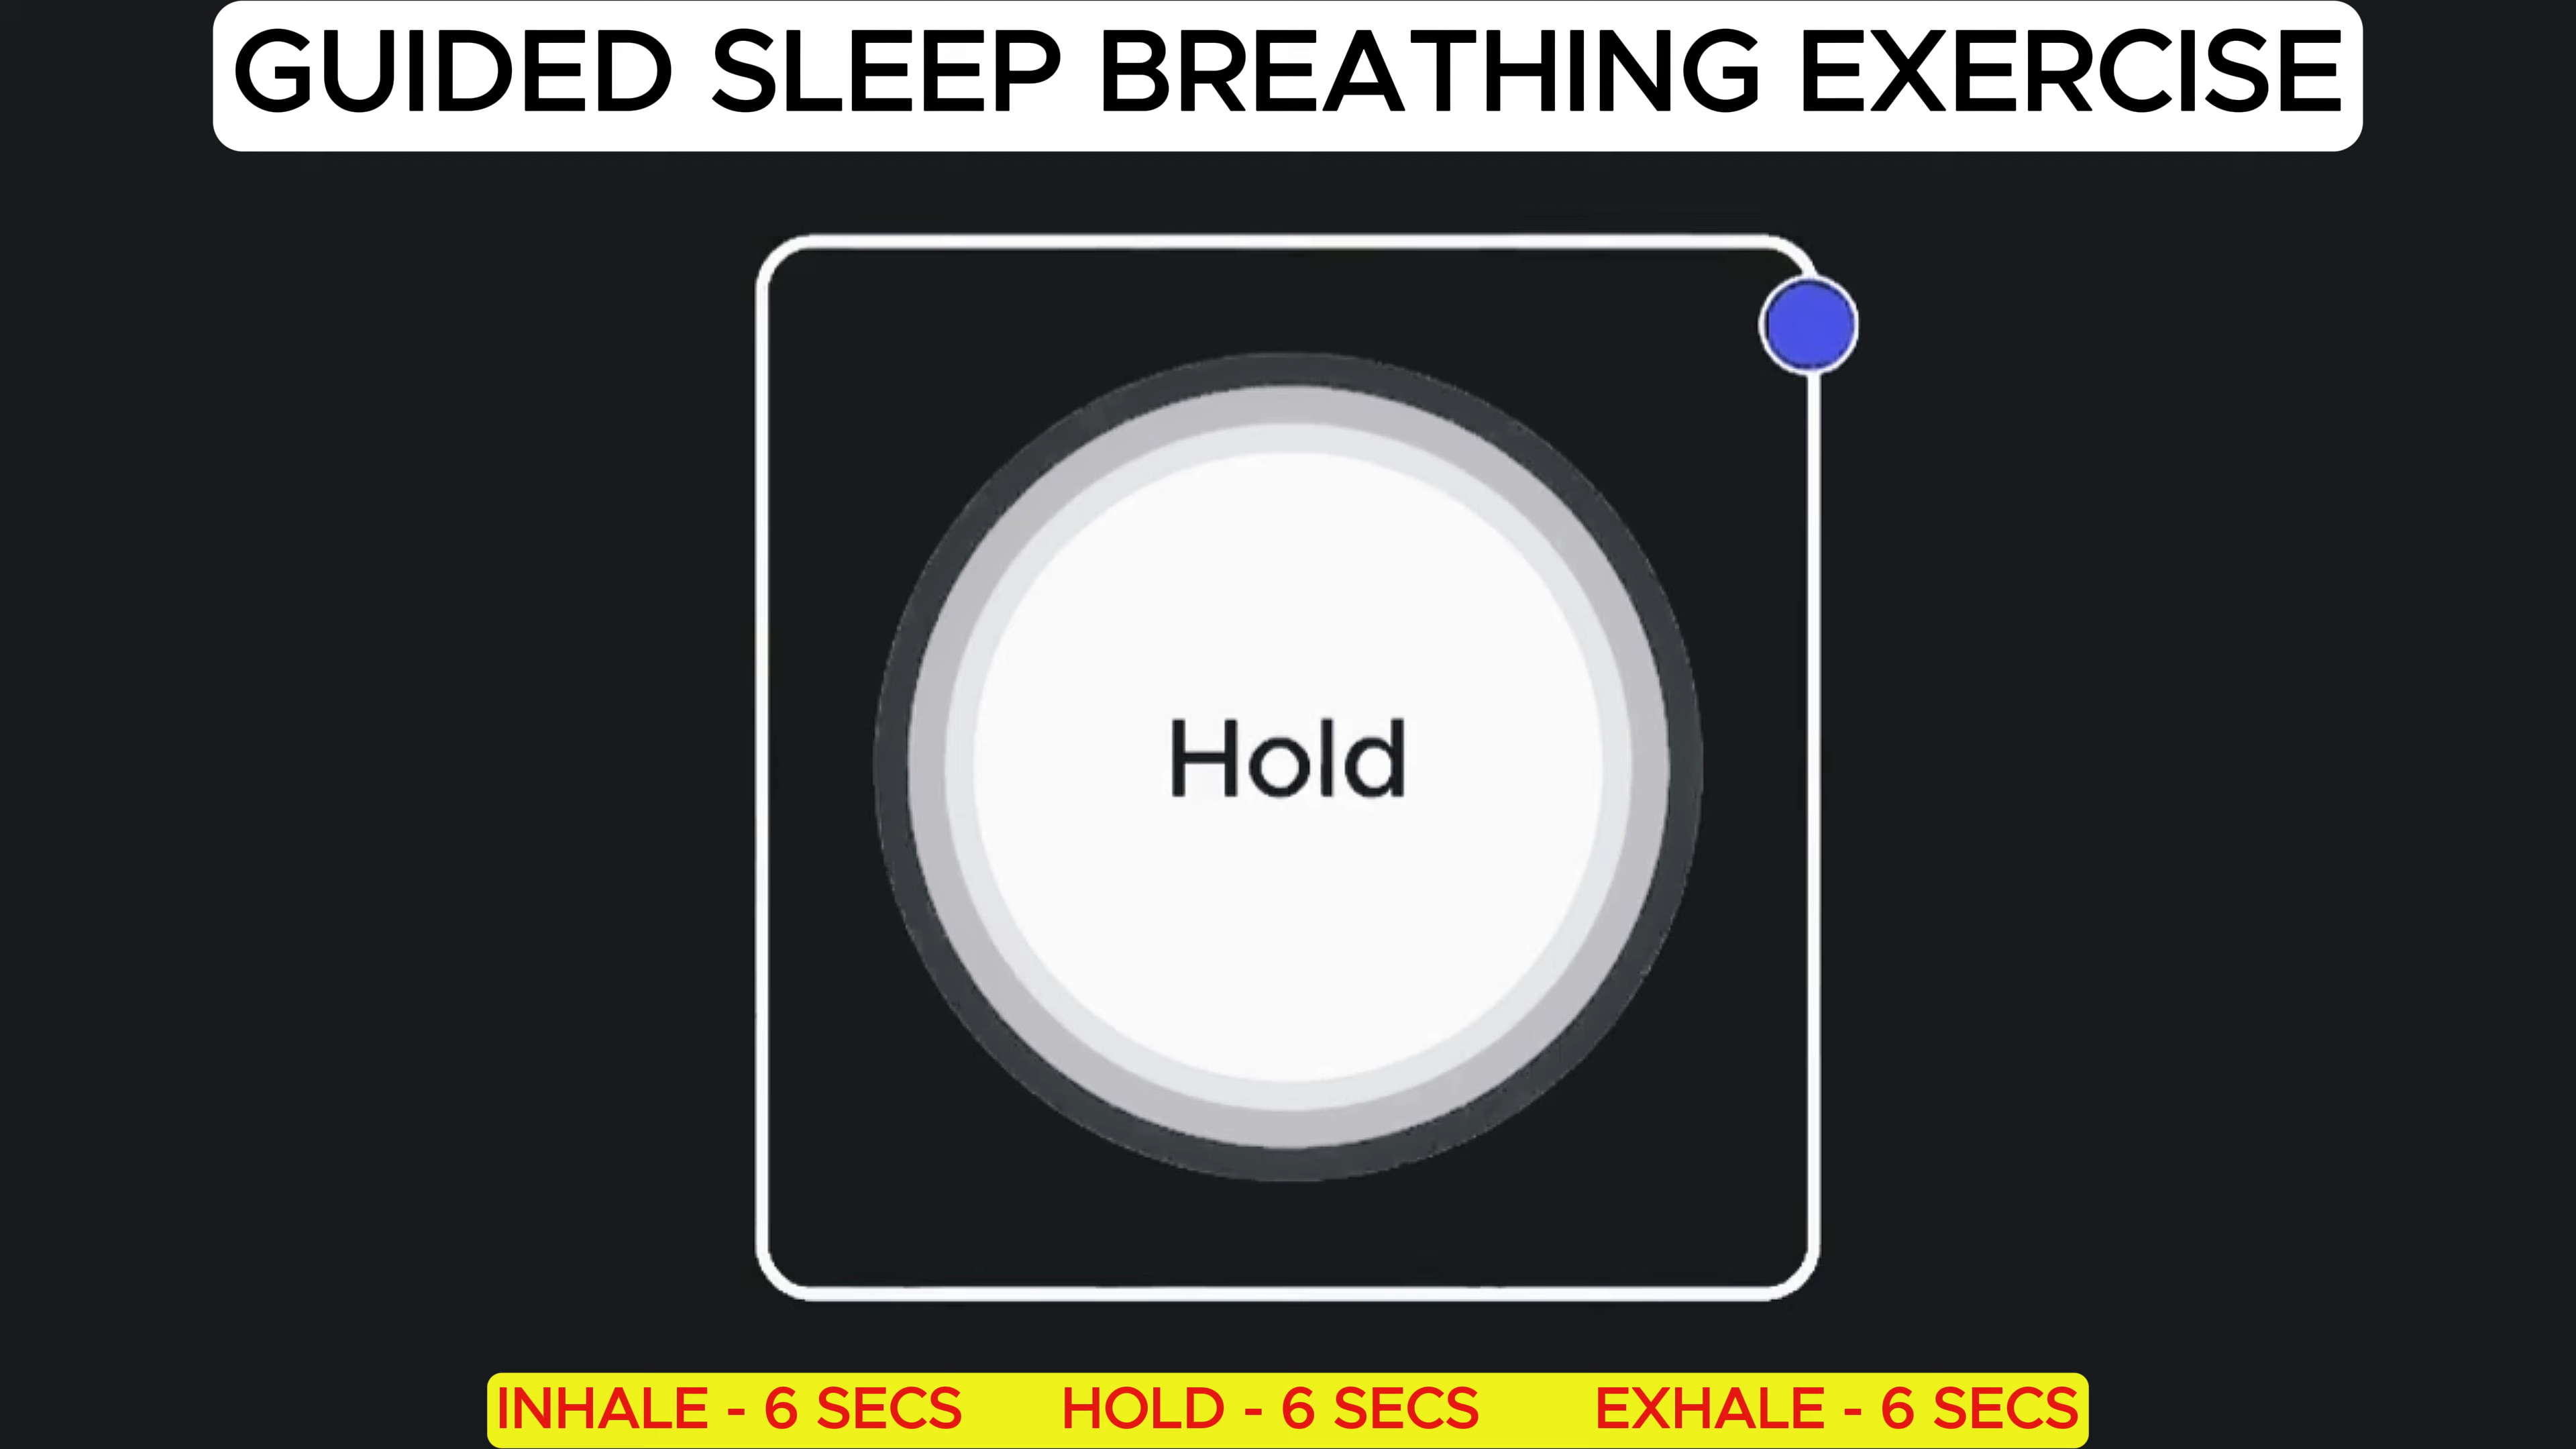 GUIDED SLEEP BREATHING EXERCISE
Hold
INHALE - 6 SECS HOLD - 6 SECS EXHALE - 6 SECS